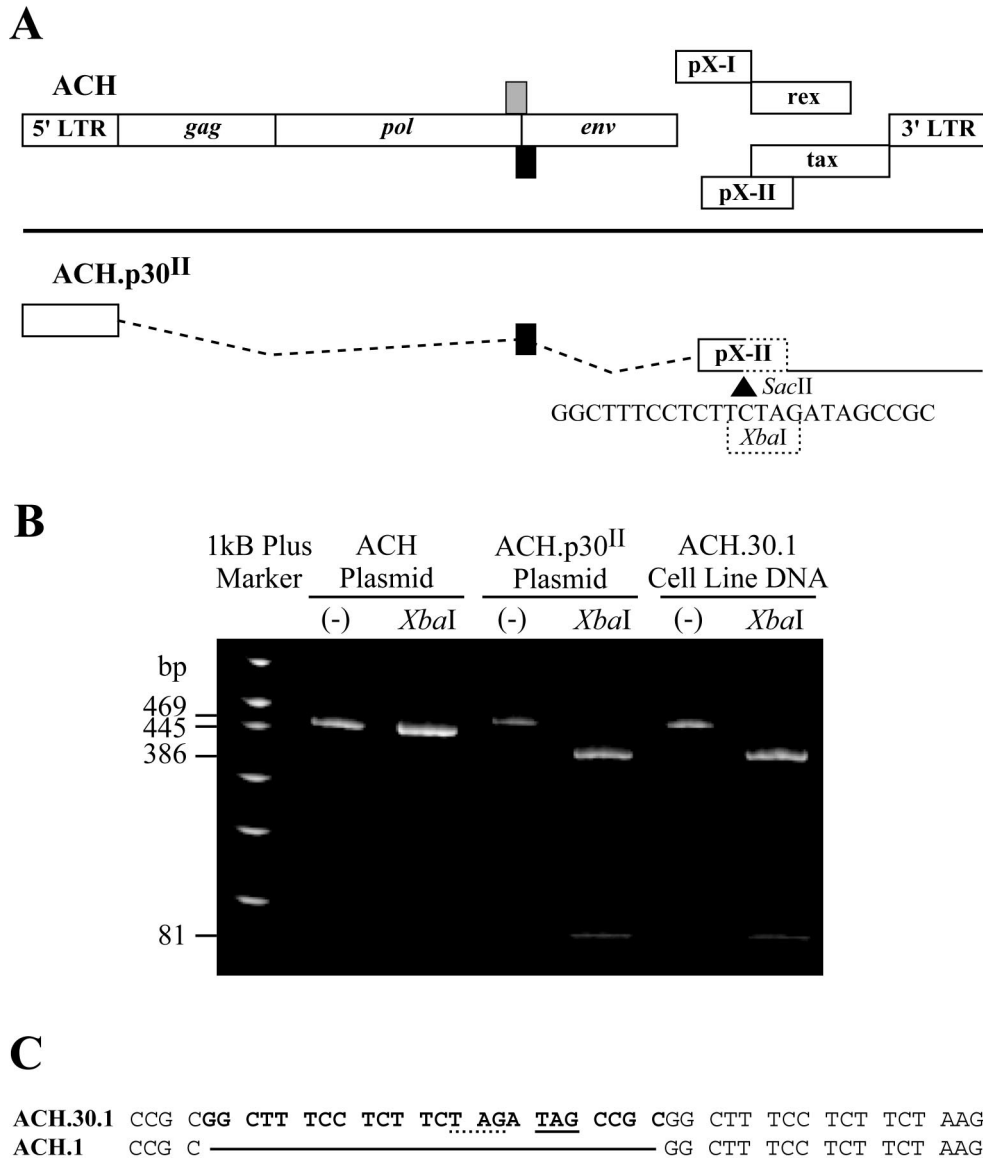 A
ACH
pX-I
rex
5' LTR gag pol env 3' LTR
tax
pX-II
ACH.p30II
pX-II
SacII
GGCTTTCCTCTTCTAGATAGCCGC
XbaI
B
1kB Plus Marker
ACH Plasmid
ACH.p30II Plasmid
ACH.30.1 Cell Line DNA
(-) XbaI (-) XbaI (-) XbaI
bp
469
445
386
81
C
ACH.30.1 CCG CGG CTT TCC TCT TCT AGA TAG CCGC CGG CTT TCC TCT TCT AAG
ACH.1 CCG C GG CTT TCC TCT TCT AAG